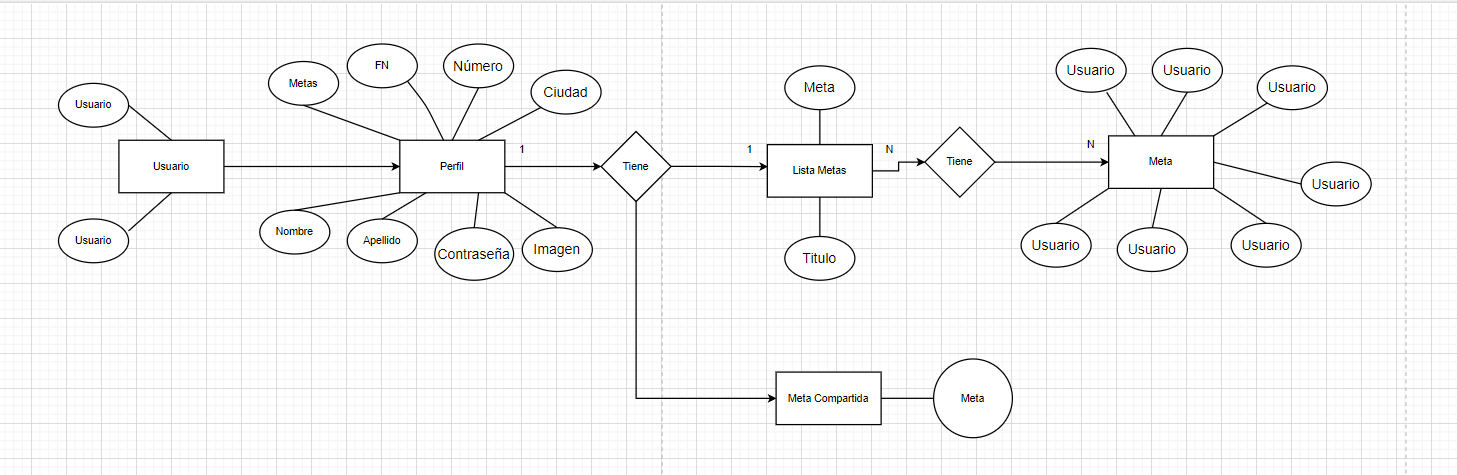 FN
Número
Usuario
Usuario
Metas
Meta
Usuario
Ciudad
Usuario
1
1
N
N
Usuario
Perfil
Tiene
Lista Metas
Tiene
Meta
Usuario
Usuario
Nombre
Apellido
Contraseña
Imagen
Título
Usuario
Usuario
Usuario
Meta Compartida
Meta